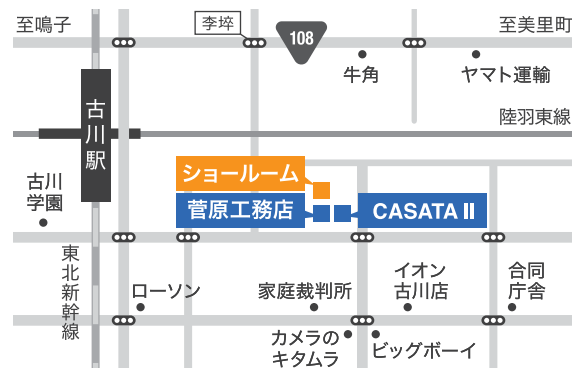 至鳴子
李埣
108
至美里町
牛角
ヤマト運輸
古川駅
陸羽東線
ショールーム
古川
学園
菅原工務店
CASATA II
東北新幹線
ローソン
家庭裁判所
イオン
古川店
合同
庁舎
カメラの
キタムラ
ビッグボーイ